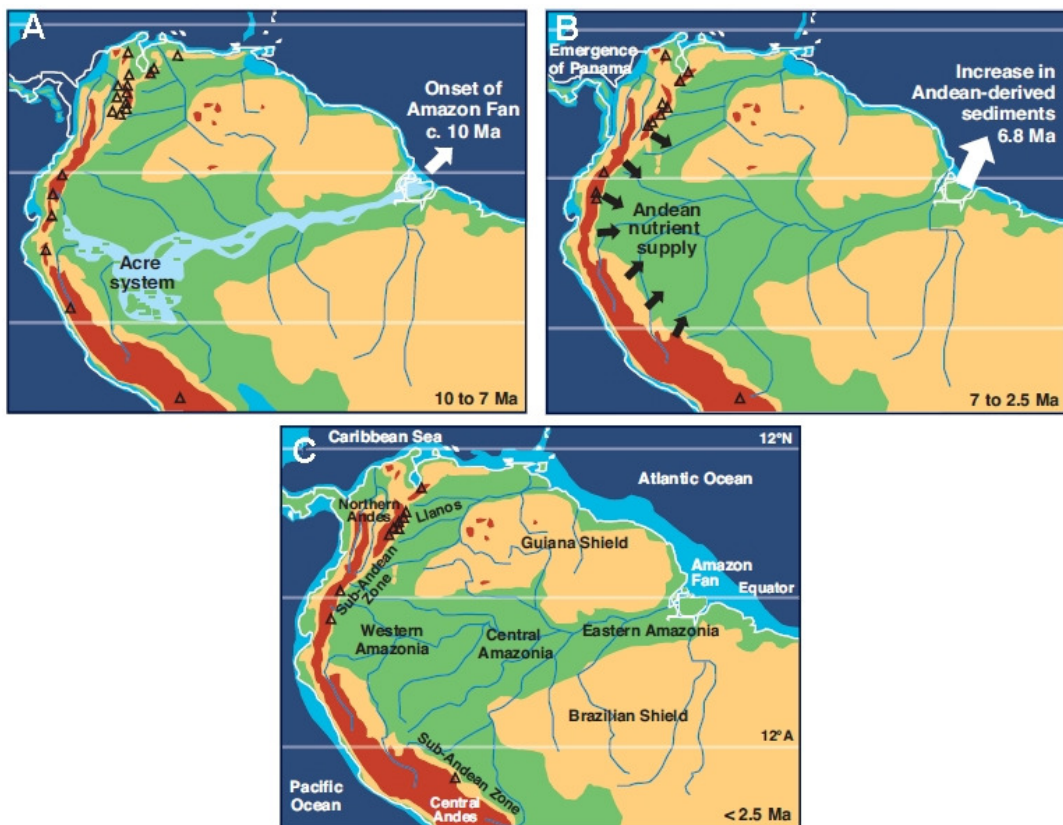 A
Onset of
Amazon Fan
c. 10 Ma
Acre
system
10 to 7 Ma
B
Emergence
of Panama
Increase in
Andean-derived
sediments
6.8 Ma
Andean
nutrient
supply
7 to 2.5 Ma
C
Caribbean Sea
12°N
Atlantic Ocean
Northern
Andes
Llanos
Guiana Shield
Sub-Andean
Zone
Amazon
Fan
Equator
Western
Amazonia
Central
Amazonia
Eastern Amazonia
Brazilian Shield
12°A
Sub-Andean Zone
Pacific
Ocean
Central
Andes
< 2.5 Ma